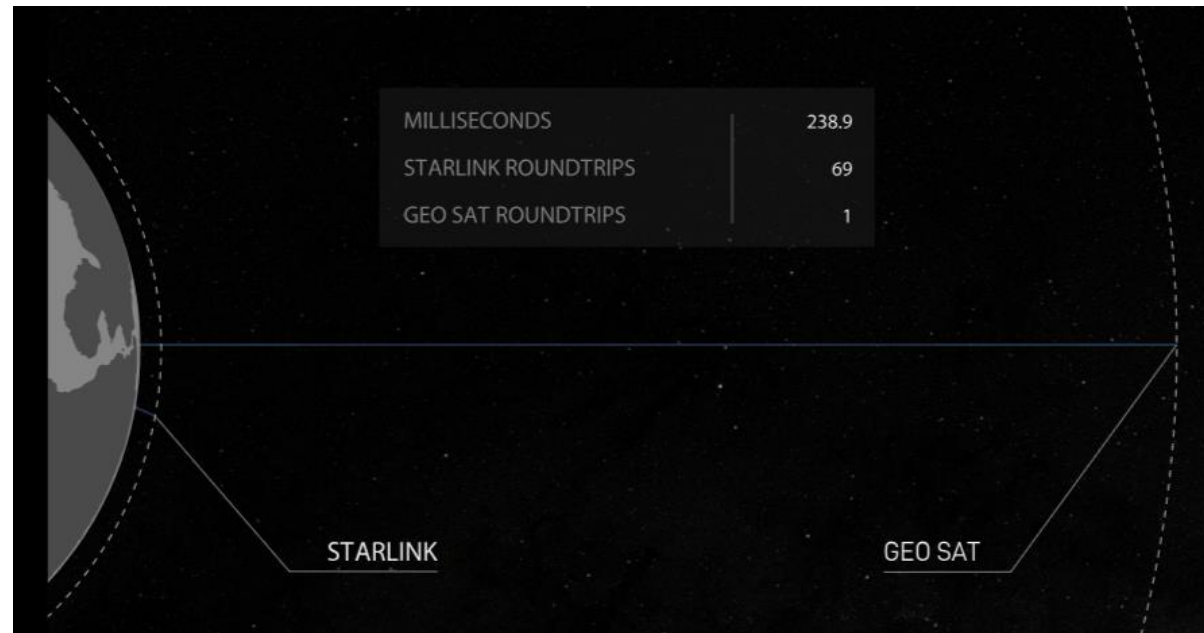 MILLISECONDS 238.9
STARLINK ROUNDTRIPS 69
GEO SAT ROUNDTRIPS 1
STARLINK
GEO SAT